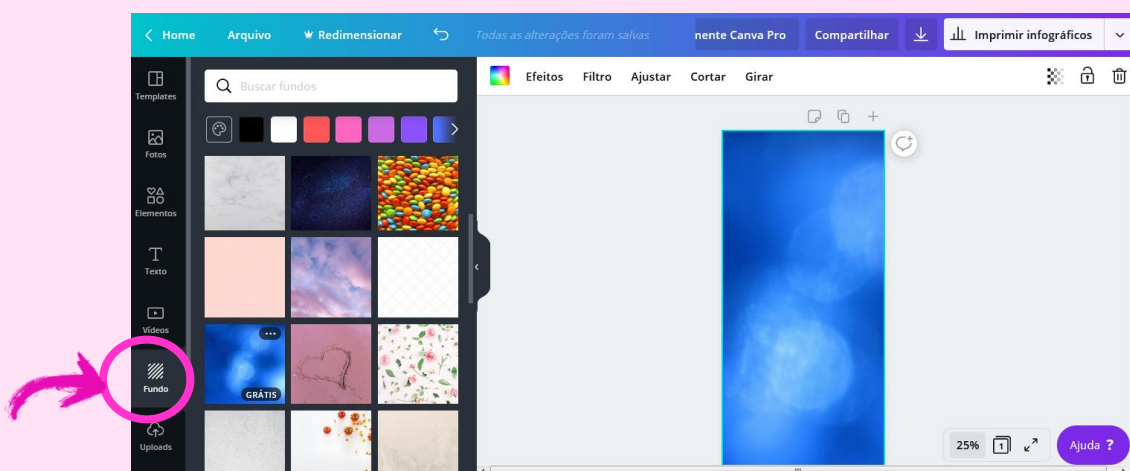 Home Arquivo Redimensionar Todas as alterações foram salvas nente Canva Pro Compartilhar Imprimir infográficos
Templates
Fotos
Elementos
Texto
Vídeos
Fundo
Uploads
Buscar fundos
GRÁTIS
Efeitos Filtro Ajustar Cortar Girar
25% 1 Ajuda ?